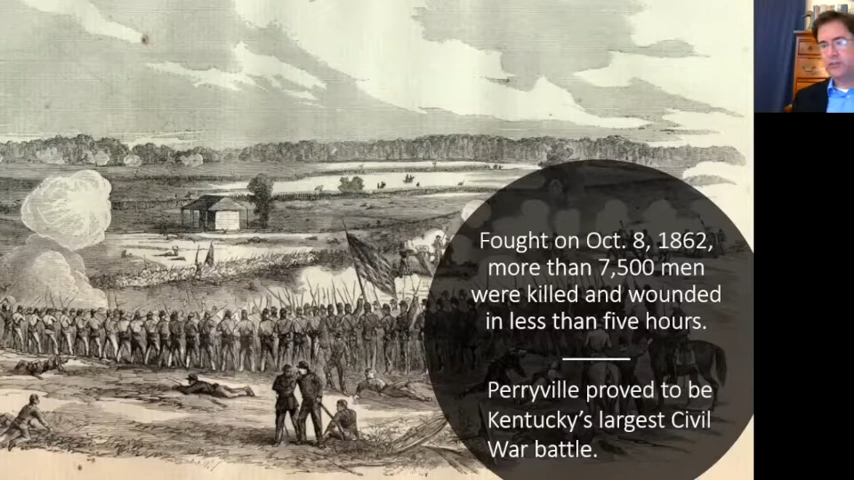 Fought on Oct. 8, 1862,
more than 7,500 men
were killed and wounded
in less than five hours.
Perryville proved to be
Kentucky’s largest Civil
War battle.